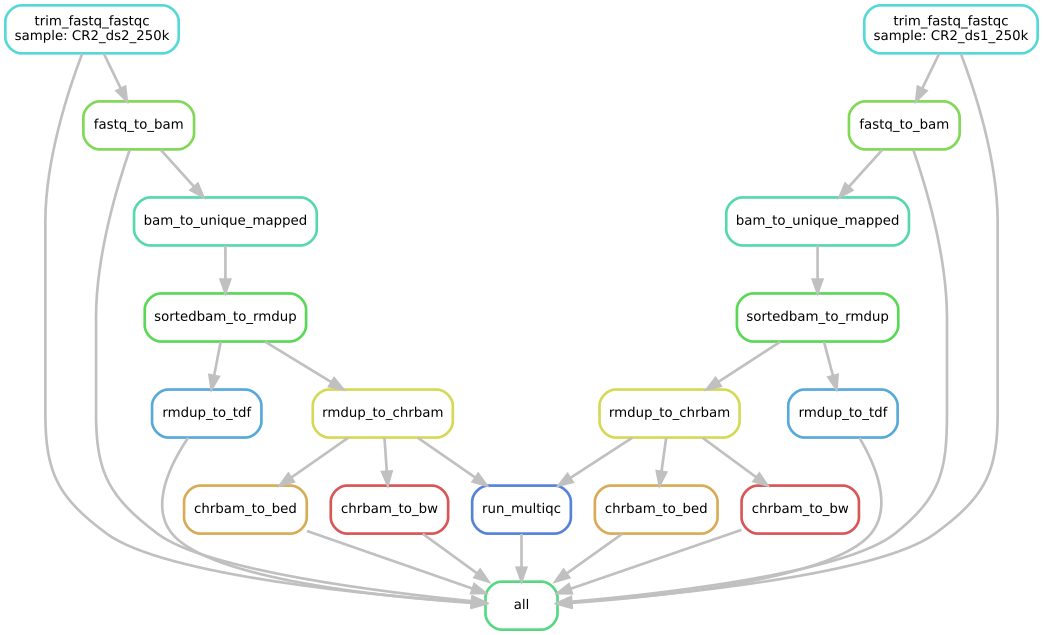 trim_fastq_fastqc
sample: CR2_ds2_250k
trim_fastq_fastqc
sample: CR2_ds1_250k
fastq_to_bam
fastq_to_bam
bam_to_unique_mapped
bam_to_unique_mapped
sortedbam_to_rmdup
sortedbam_to_rmdup
rmdup_to_tdf
rmdup_to_chrbam
rmdup_to_chrbam
rmdup_to_tdf
chrbam_to_bed
chrbam_to_bw
run_multiqc
chrbam_to_bed
chrbam_to_bw
all